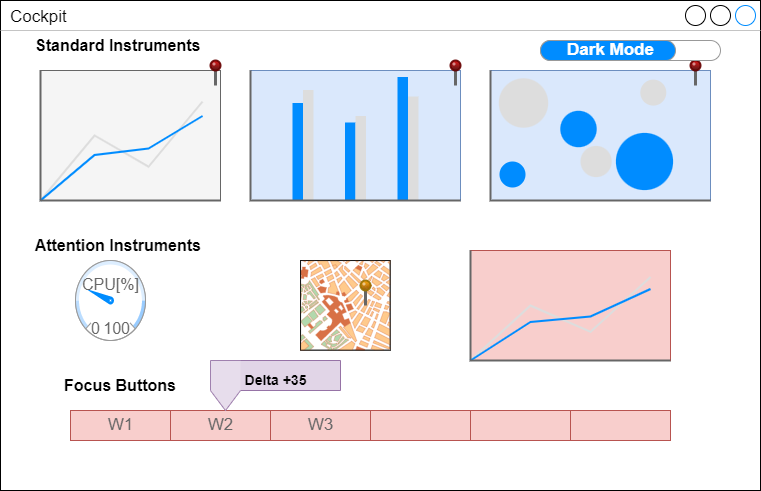 Cockpit
Standard Instruments
Dark Mode
Attention Instruments
CPU[%]
0 100
Focus Buttons
Delta +35
W1
W2
W3